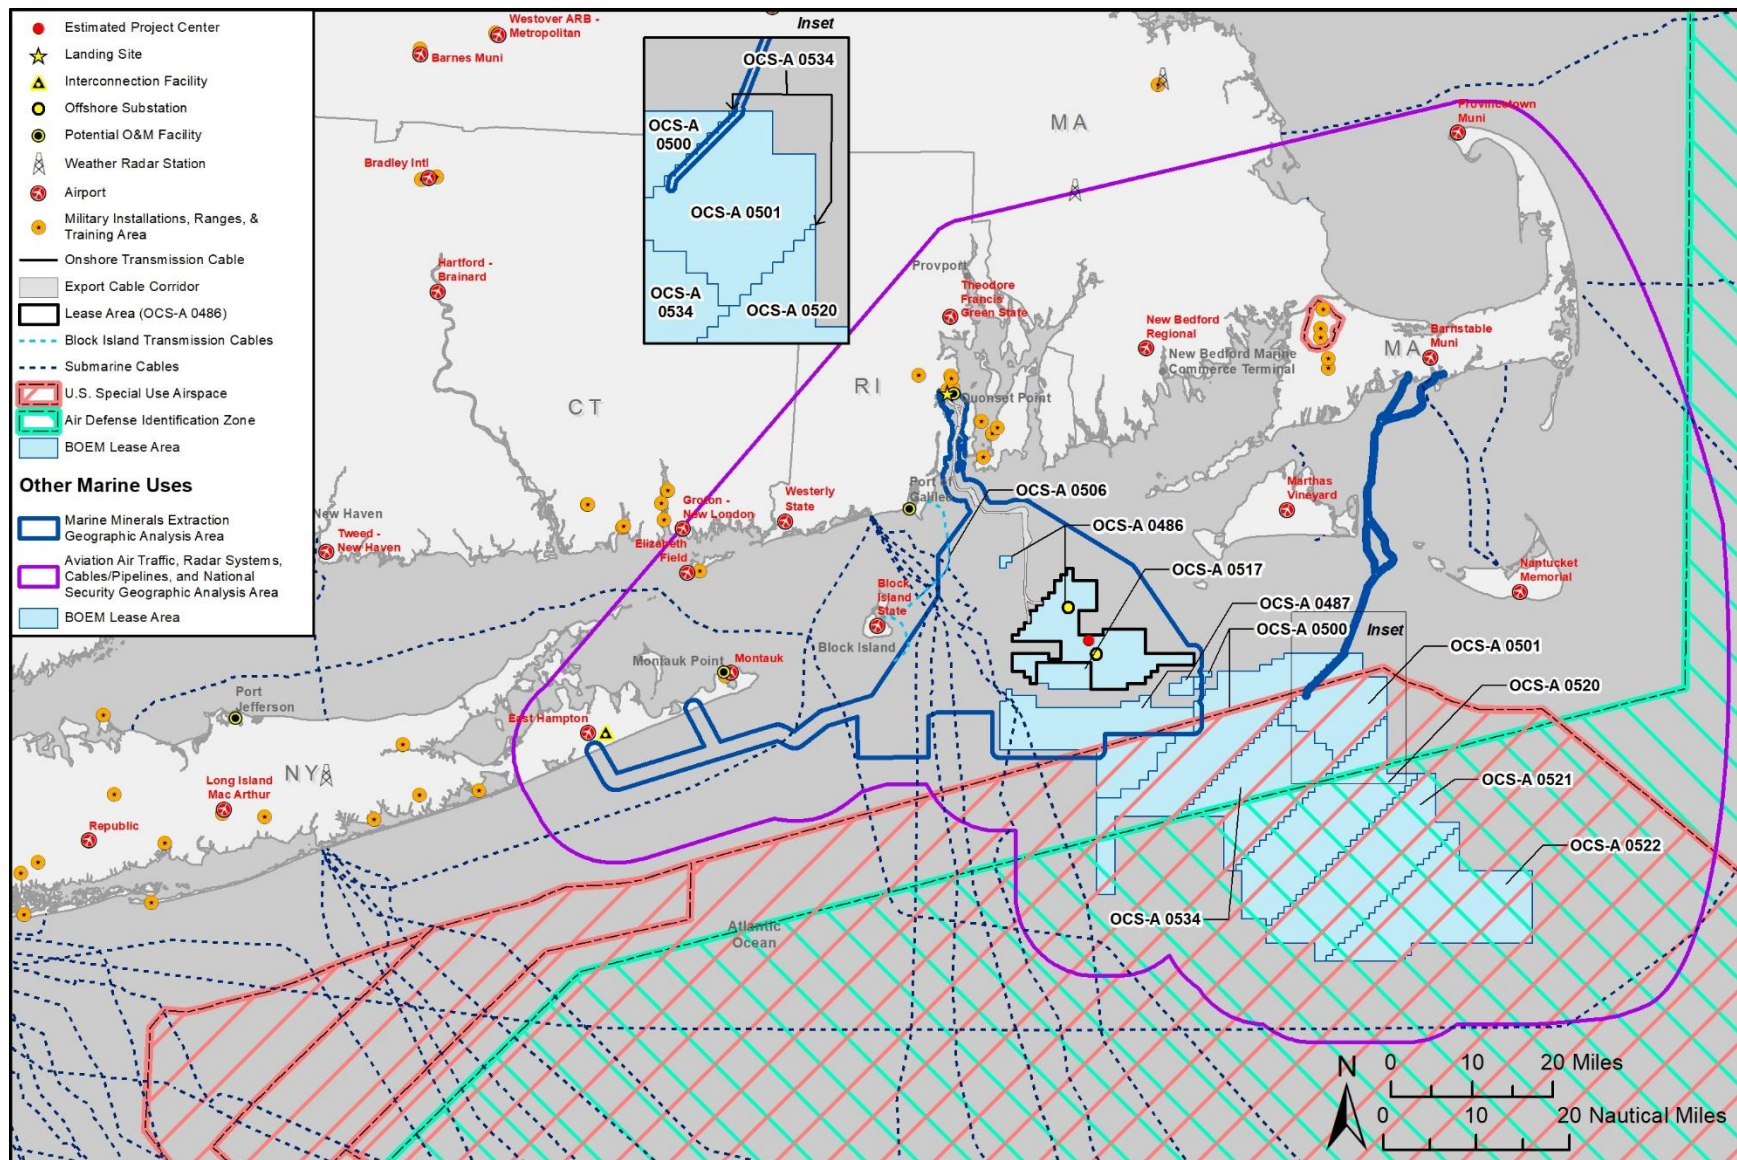 Estimated Project Center
Landing Site
Interconnection Facility
Offshore Substation
Potential O&M Facility
Weather Radar Station
Airport
Military Installations, Ranges, &
Training Area
Onshore Transmission Cable
Export Cable Corridor
Lease Area (OCS-A 0486)
Block Island Transmission Cables
Submarine Cables
U.S. Special Use Airspace
Air Defense Identification Zone
BOEM Lease Area
Other Marine Uses
Marine Minerals Extraction
Geographic Analysis Area
Aviation Air Traffic, Radar Systems,
Cables/Pipelines, and National
Security Geographic Analysis Area
BOEM Lease Area
Westover ARB -
Metropolitan
Barnes Muni
Inset
OCS-A 0534
OCS-A
0500
OCS-A 0501
OCS-A
0534
OCS-A 0520
MA
Provincetown
Muni
Bradley Intl
Hartford -
Brainard
Provport
Theodore
Francis
Green State
New Bedford
Regional
New Bedford Marine
Commerce Terminal
MA
Barnstable
Muni
CT
RI
Quonset Point
New Haven
Tweed -
New Haven
Groton -
New London
Elizabeth
Field
Westerly
State
Port of
Galilee
OCS-A 0506
OCS-A 0486
Marthas
Vineyard
Nantucket
Memorial
OCS-A 0517
Block
Island
State
Block Island
OCS-A 0487
OCS-A 0500
Inset
OCS-A 0501
OCS-A 0520
OCS-A 0521
OCS-A 0522
OCS-A 0534
Montauk Point
Montauk
Port
Jefferson
East Hampton
NY
Long Island
Mac Arthur
Republic
Atlantic
Ocean
N
0 10 20 Miles
0 10 20 Nautical Miles